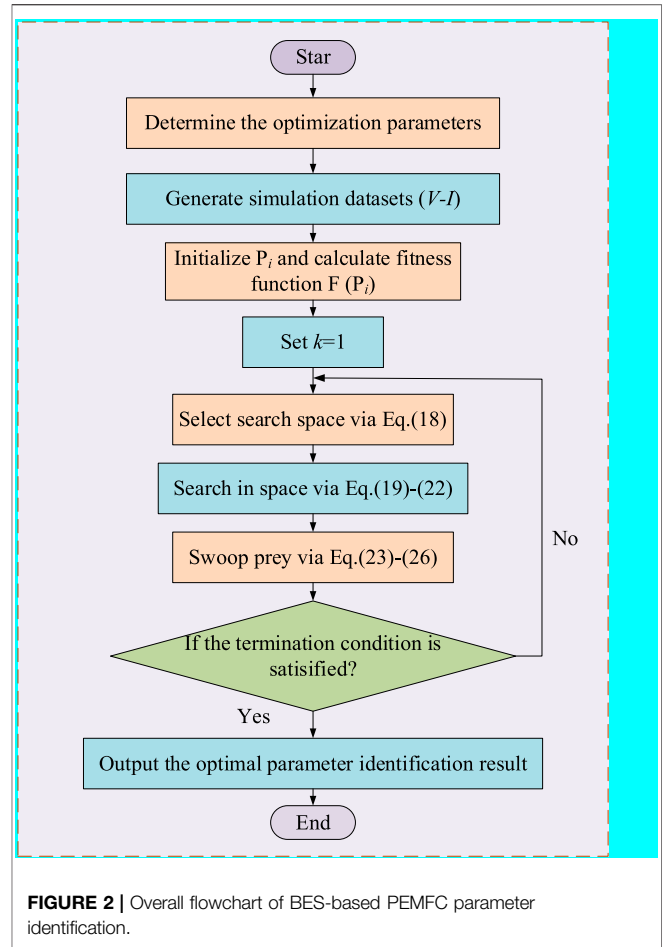 Star
Determine the optimization parameters
Generate simulation datasets (V-I)
Initialize Pi and calculate fitness
function F (Pi)
Set k=1
Select search space via Eq.(18)
Search in space via Eq.(19)-(22)
Swoop prey via Eq.(23)-(26)
No
If the termination condition is
satisified?
Yes
Output the optimal parameter identification result
End
FIGURE 2 | Overall flowchart of BES-based PEMFC parameter
identification.